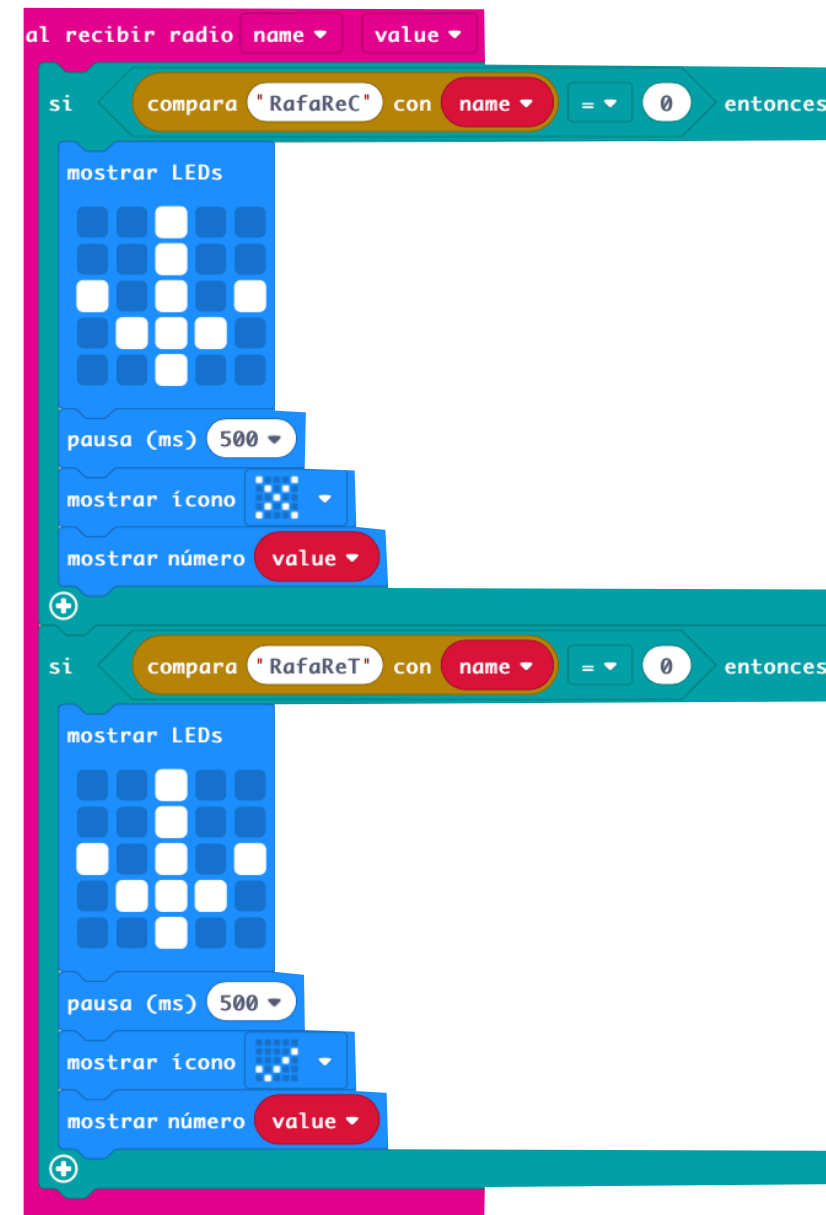 al recibir radio name value
si compara "RafaReC" con name = 0 entonces
mostrar LEDs
pausa (ms) 500
mostrar ícono
mostrar número value
si compara "RafaReT" con name = 0 entonces
mostrar LEDs
pausa (ms) 500
mostrar ícono
mostrar número value